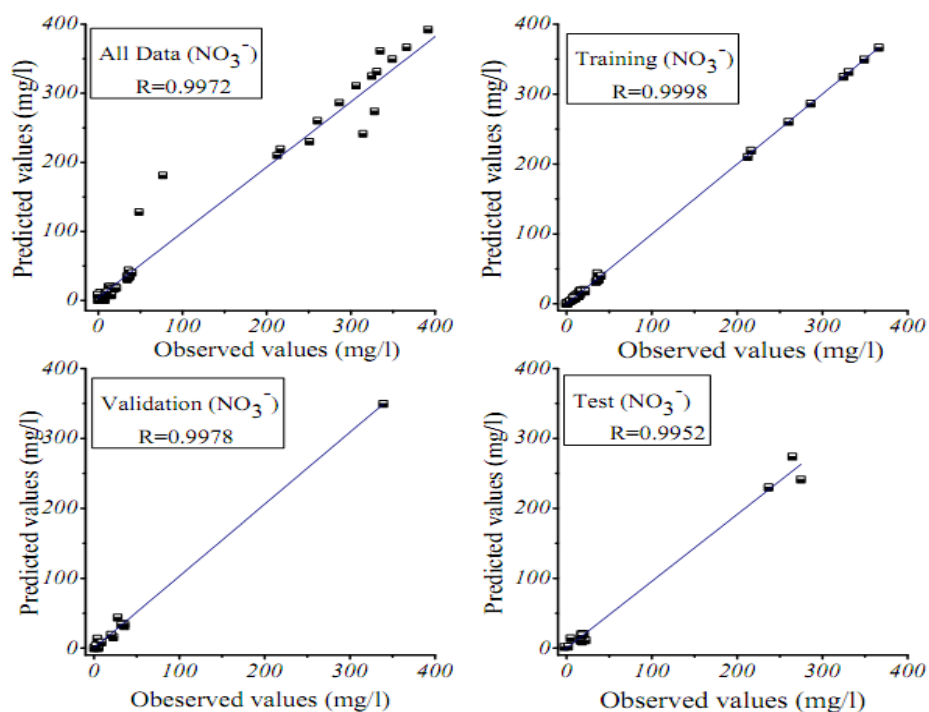 All Data (NO3-)
R=0.9972
Predicted values (mg/l)
400
300
200
100
0
0 100 200 300 400
Observed values (mg/l)
Training (NO3-)
R=0.9998
Predicted values (mg/l)
400
300
200
100
0
0 100 200 300 400
Observed values (mg/l)
Validation (NO3-)
R=0.9978
Predicted values (mg/l)
400
300
200
100
0
0 100 200 300 400
Obeserved values (mg/l)
Test (NO3-)
R=0.9952
Predicted values (mg/l)
400
300
200
100
0
0 100 200 300 400
Observed values (mg/l)